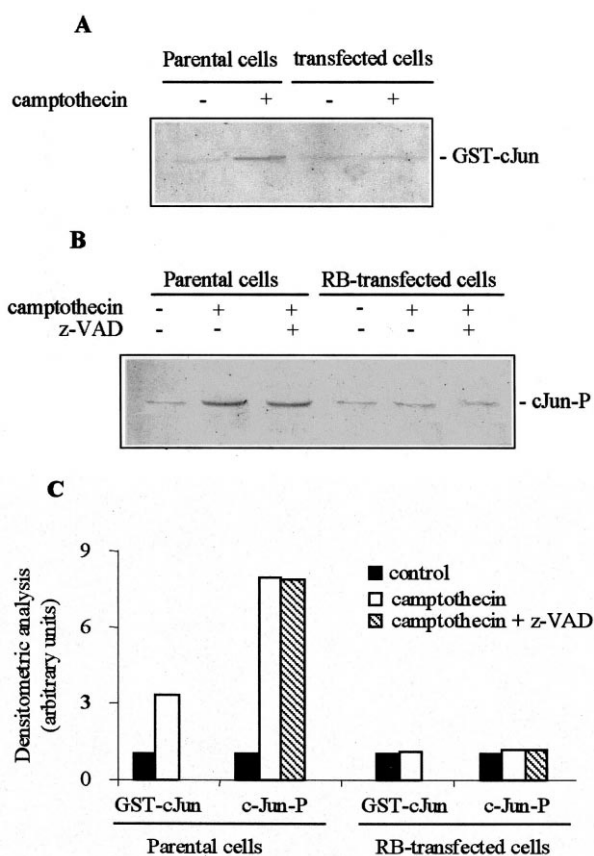 A
Parental cells transfected cells
camptothecin - + - +
- GST-cJun
B
Parental cells RB-transfected cells
camptothecin - + + - + +
z-VAD - - + - - +
- cJun-P
C
Densitometric analysis
(arbitrary units)
9
6
3
0
control
camptothecin
camptothecin + z-VAD
GST-cJun c-Jun-P GST-cJun c-Jun-P
Parental cells RB-transfected cells